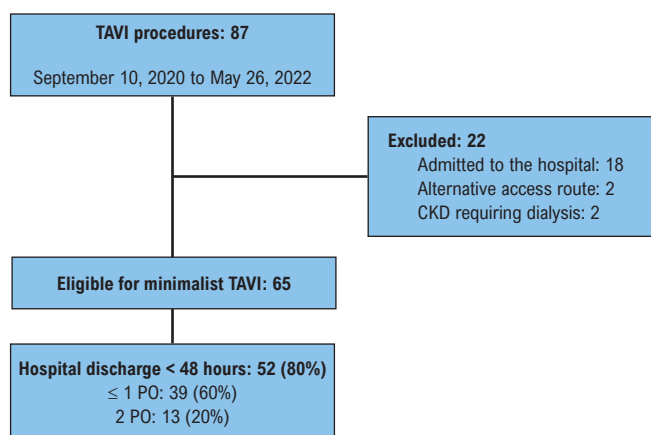 TAVI procedures: 87
September 10, 2020 to May 26, 2022
Excluded: 22
Admitted to the hospital: 18
Alternative access route: 2
CKD requiring dialysis: 2
Eligible for minimalist TAVI: 65
Hospital discharge < 48 hours: 52 (80%)
≤ 1 PO: 39 (60%)
2 PO: 13 (20%)